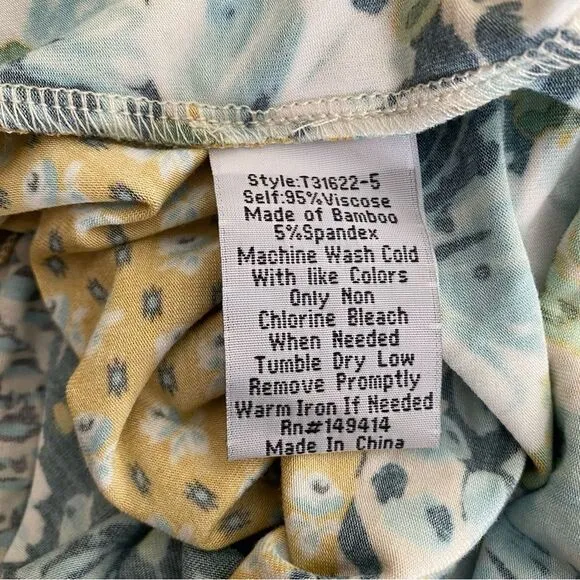 Style:T31622-5
Self:95%Viscose
Made of Bamboo
5%Spandex
Machine Wash Cold
With like Colors
Only Non
Chlorine Bleach
When Needed
Tumble Dry Low
Remove Promptly
Warm Iron If Needed
Rn#149414
Made In China